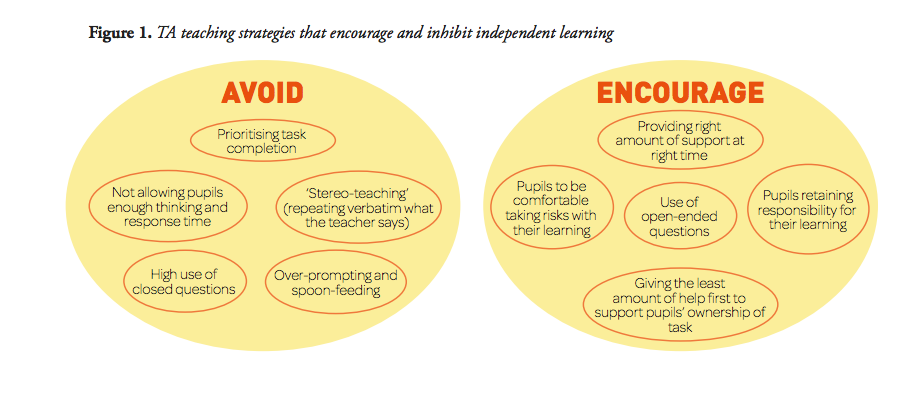 Figure 1. TA teaching strategies that encourage and inhibit independent learning
AVOID
Prioritising task
completion
Not allowing pupils
enough thinking and
response time
‘Stereo-teaching’
(repeating verbatim what
the teacher says)
High use of
closed questions
Over-prompting and
spoon-feeding
ENCOURAGE
Providing right
amount of support at
right time
Pupils to be
comfortable
taking risks with
their learning
Use of
open-ended
questions
Pupils retaining
responsibility for
their learning
Giving the least
amount of help first to
support pupils’ ownership of
task